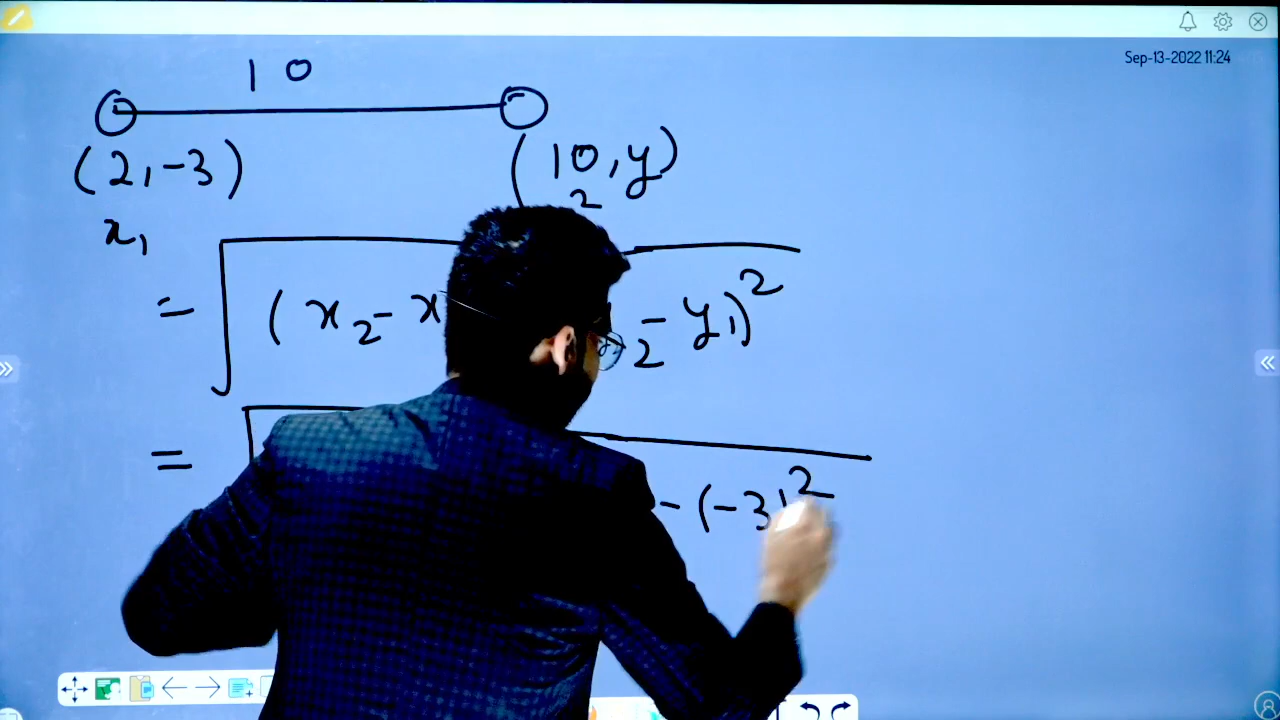 Sep-13-2022 11:24
10
(2,-3) (10,y)
x₁ 2
= √(x₂-x ₂-y₁)²
= -(-3)²